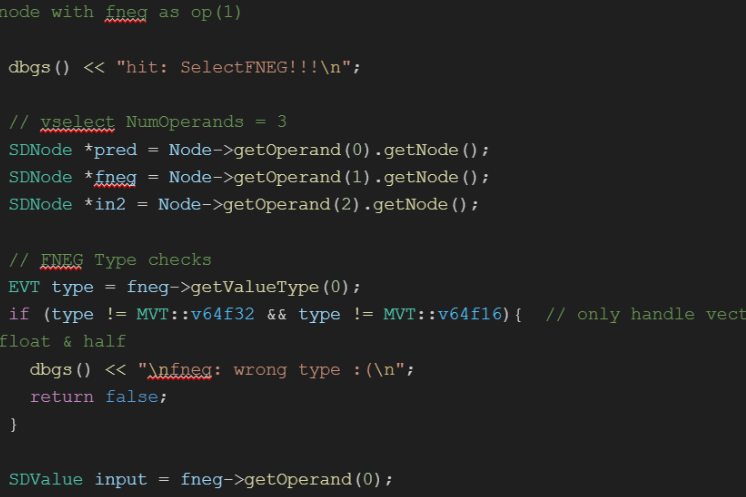 node with fneg as op(1)
dbgs() << "hit: SelectFNEG!!!\n";
// vselect NumOperands = 3
SDNode *pred = Node->getOperand(0).getNode();
SDNode *fneg = Node->getOperand(1).getNode();
SDNode *in2 = Node->getOperand(2).getNode();
// FNEG Type checks
EVT type = fneg->getValueType(0);
if (type != MVT::v64f32 && type != MVT::v64f16){  // only handle vect
float & half
dbgs() << "\nfneg: wrong type :(\n";
return false;
}
SDValue input = fneg->getOperand(0);